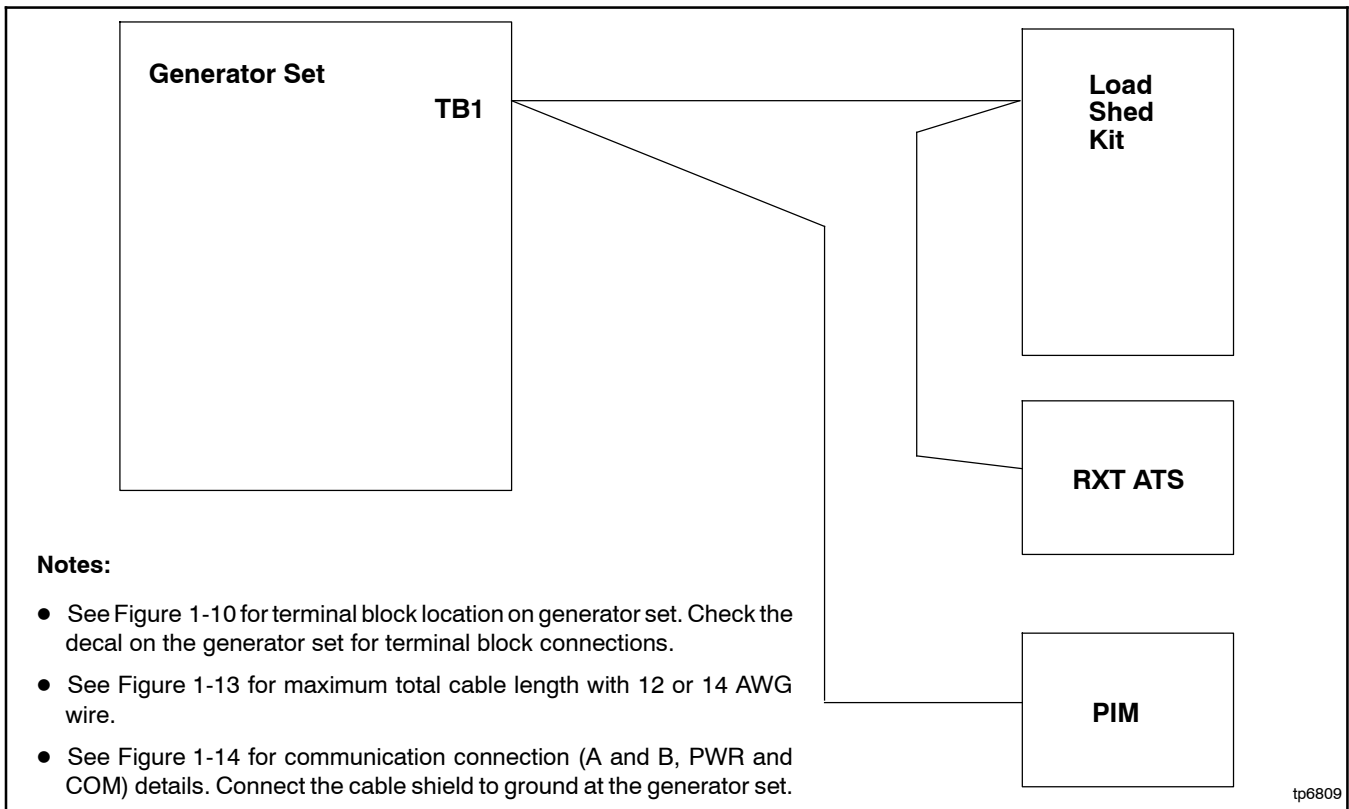 Generator Set
TB1
Load
Shed
Kit
RXT ATS
PIM
Notes:
● See Figure 1-10 for terminal block location on generator set. Check the
decal on the generator set for terminal block connections.
● See Figure 1-13 for maximum total cable length with 12 or 14 AWG
wire.
● See Figure 1-14 for communication connection (A and B, PWR and
COM) details. Connect the cable shield to ground at the generator set.
tp6809